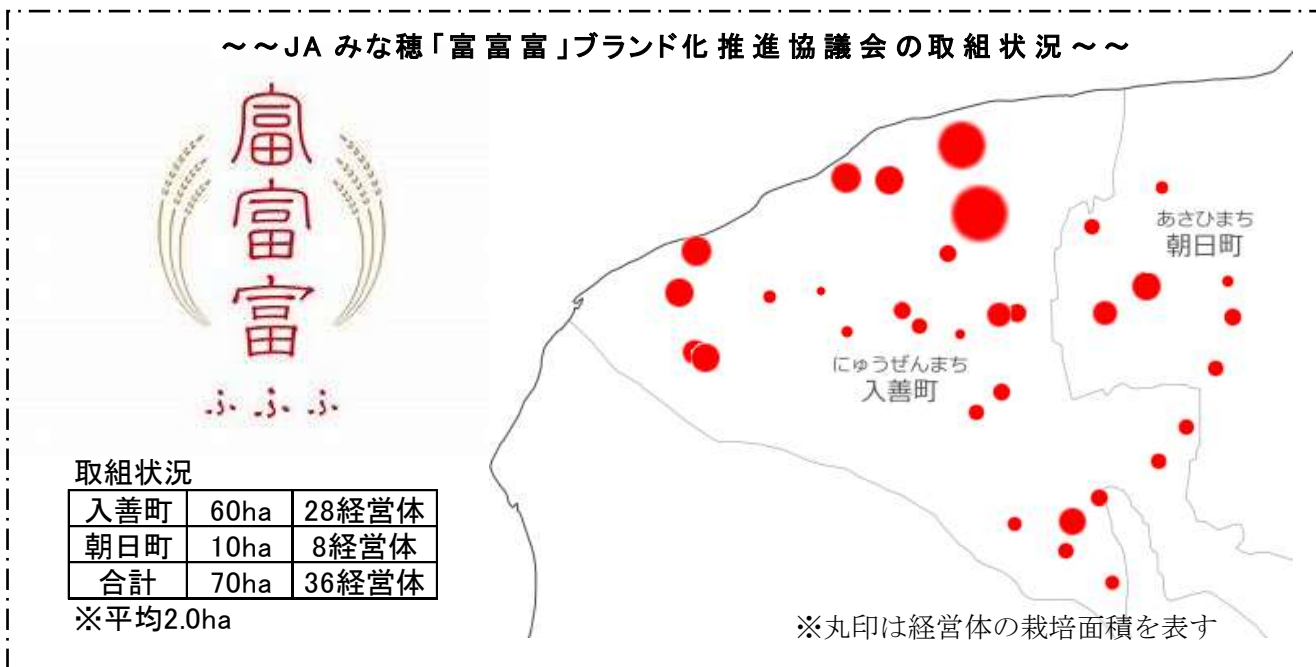 ~~JA みな穂「富富富」ブランド化推進協議会の取組状況~~
富
富
富
ふふふ
あさひまち
朝日町
にゅうぜんまち
入善町
取組状況
入善町 60ha 28経営体
朝日町 10ha 8経営体
合計 70ha 36経営体
※平均2.0ha
※丸印は経営体の栽培面積を表す